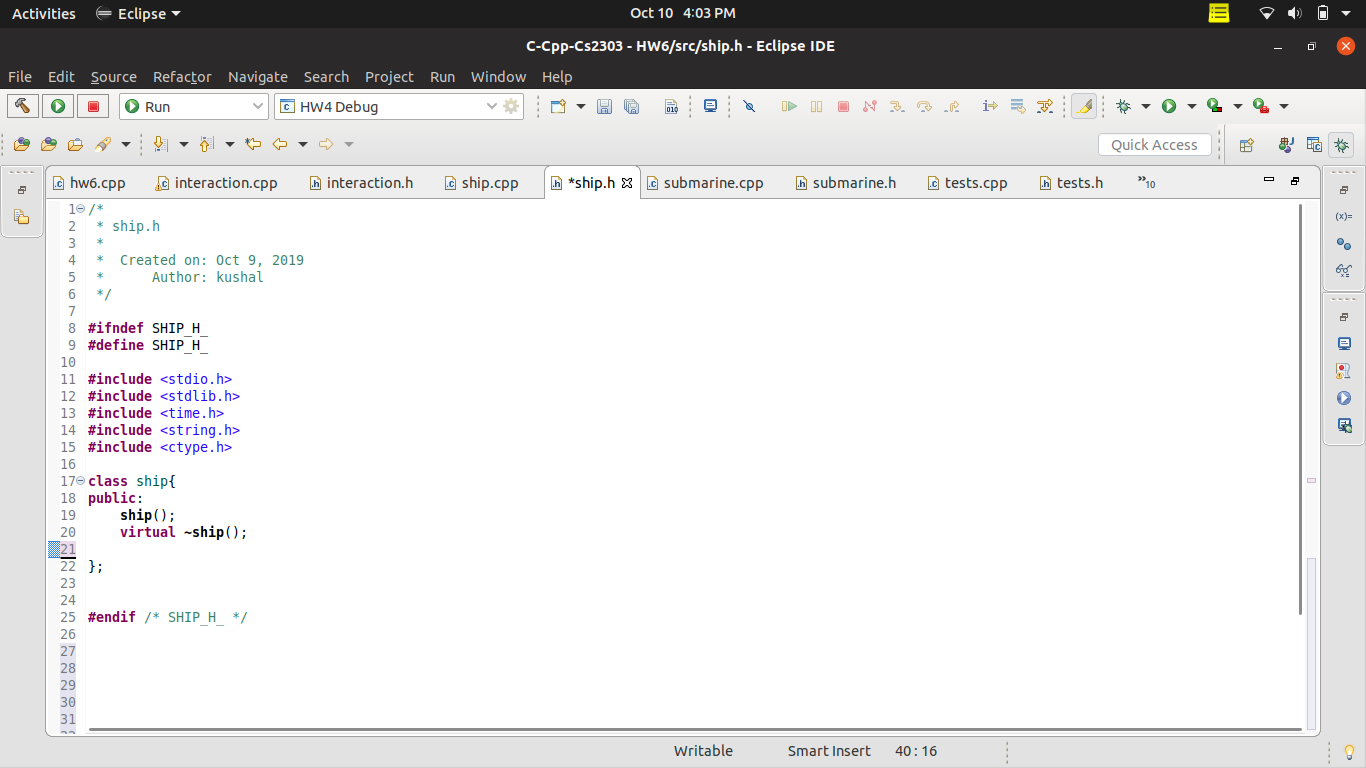 Activities Eclipse Oct 10 4:03 PM
C-Cpp-Cs2303 - HW6/src/ship.h - Eclipse IDE
File Edit Source Refactor Navigate Search Project Run Window Help
Run HW4 Debug
Quick Access
hw6.cpp interaction.cpp interaction.h ship.cpp *ship.h submarine.cpp submarine.h tests.cpp tests.h »10
1 /*
2 * ship.h
3 *
4 * Created on: Oct 9, 2019
5 * Author: kushal
6 */
7
8 #ifndef SHIP_H_
9 #define SHIP_H_
10
11 #include <stdio.h>
12 #include <stdlib.h>
13 #include <time.h>
14 #include <string.h>
15 #include <ctype.h>
16
17 class ship{
18 public:
19 ship();
20 virtual ~ship();
21
22 };
23
24
25 #endif /* SHIP_H_ */
26
27
28
29
30
31
Writable Smart Insert 40 : 16